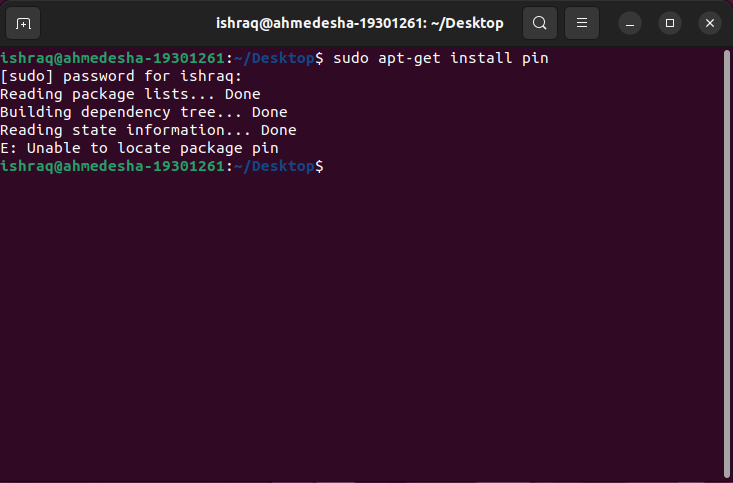 ishraq@ahmedesha-19301261: ~/Desktop
ishraq@ahmedesha-19301261:~/Desktop$ sudo apt-get install pin
[sudo] password for ishraq:
Reading package lists... Done
Building dependency tree... Done
Reading state information... Done
E: Unable to locate package pin
ishraq@ahmedesha-19301261:~/Desktop$